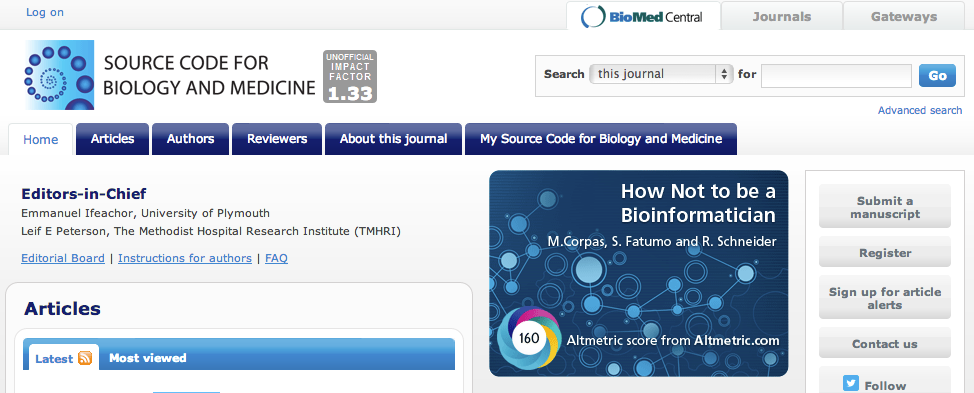 Log on
BioMed Central
Journals
Gateways
SOURCE CODE FOR
BIOLOGY AND MEDICINE
UNOFFICIAL
IMPACT
FACTOR
1.33
Search this journal for
Go
Advanced search
Home
Articles
Authors
Reviewers
About this journal
My Source Code for Biology and Medicine
Editors-in-Chief
Emmanuel Ifeachor, University of Plymouth
Leif E Peterson, The Methodist Hospital Research Institute (TMHRI)
Editorial Board | Instructions for authors | FAQ
Articles
Latest
Most viewed
How Not to be a
Bioinformatician
M.Corpas, S. Fatumo and R. Schneider
160
Altmetric score from Altmetric.com
Submit a
manuscript
Register
Sign up for article
alerts
Contact us
Follow